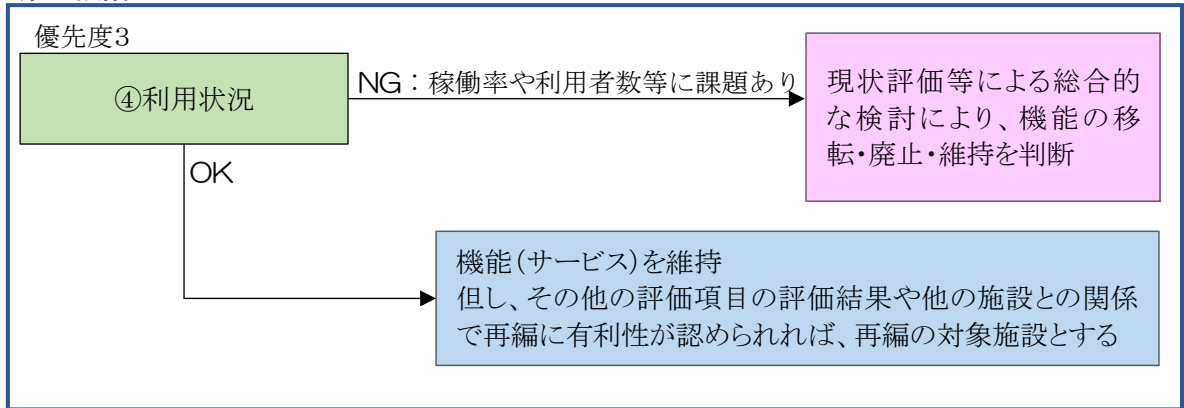 優先度3
④利用状況
NG：稼働率や利用者数等に課題あり
現状評価等による総合的
な検討により、機能の移
転・廃止・維持を判断
OK
機能(サービス)を維持
但し、その他の評価項目の評価結果や他の施設との関係
で再編に有利性が認められれば、再編の対象施設とする